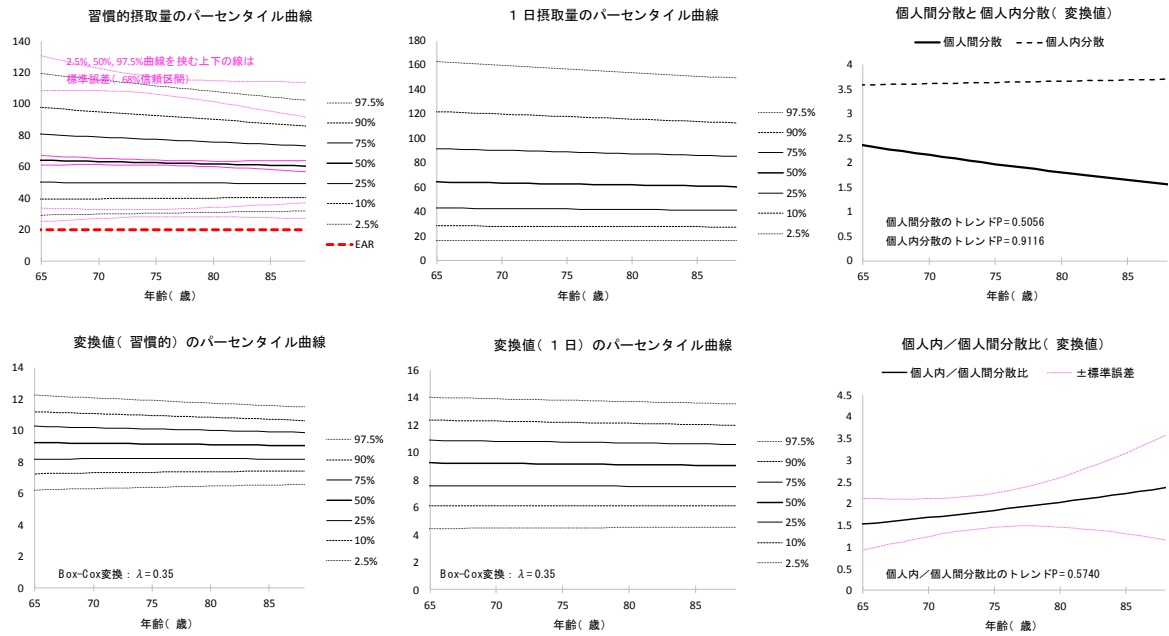 習慣的摂取量のパーセンタイル曲線
140
120
100
80
60
40
20
0
2.5%, 50%, 97.5%曲線を挟む上下の線は
標準誤差( 68%信頼区間)
97.5%
90%
75%
50%
25%
10%
2.5%
EAR
65 70 75 80 85
年齢( 歳)
1 日摂取量のパーセンタイル曲線
180
160
140
120
100
80
60
40
20
0
97.5%
90%
75%
50%
25%
10%
2.5%
65 70 75 80 85
年齢( 歳)
個人間分散と個人内分散( 変換値)
個人間分散 個人内分散
4
3.5
3
2.5
2
1.5
1
0.5
0
個人間分散のトレンドP=0.5056
個人内分散のトレンドP=0.9116
65 70 75 80 85
年齢( 歳)
変換値( 習慣的) のパーセンタイル曲線
14
12
10
8
6
4
2
0
97.5%
90%
75%
50%
25%
10%
2.5%
Box-Cox変換: λ=0.35
65 70 75 80 85
年齢( 歳)
変換値( 1 日) のパーセンタイル曲線
16
14
12
10
8
6
4
2
0
97.5%
90%
75%
50%
25%
10%
2.5%
Box-Cox変換: λ=0.35
65 70 75 80 85
年齢( 歳)
個人内／個人間分散比( 変換値)
個人内／個人間分散比 ±標準誤差
4.5
4
3.5
3
2.5
2
1.5
1
0.5
0
個人内／個人間分散比のトレンドP=0.5740
65 70 75 80 85
年齢( 歳)